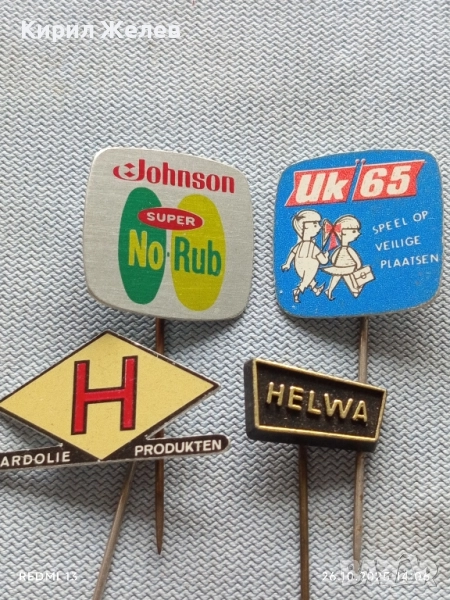 Кирил Желев
Johnson
SUPER
No Rub
Uk 65
SPEEL OP
VEILIGE
PLAATSEN
H
ARDOLIE PRODUKTEN
HELWA
REDMI 13